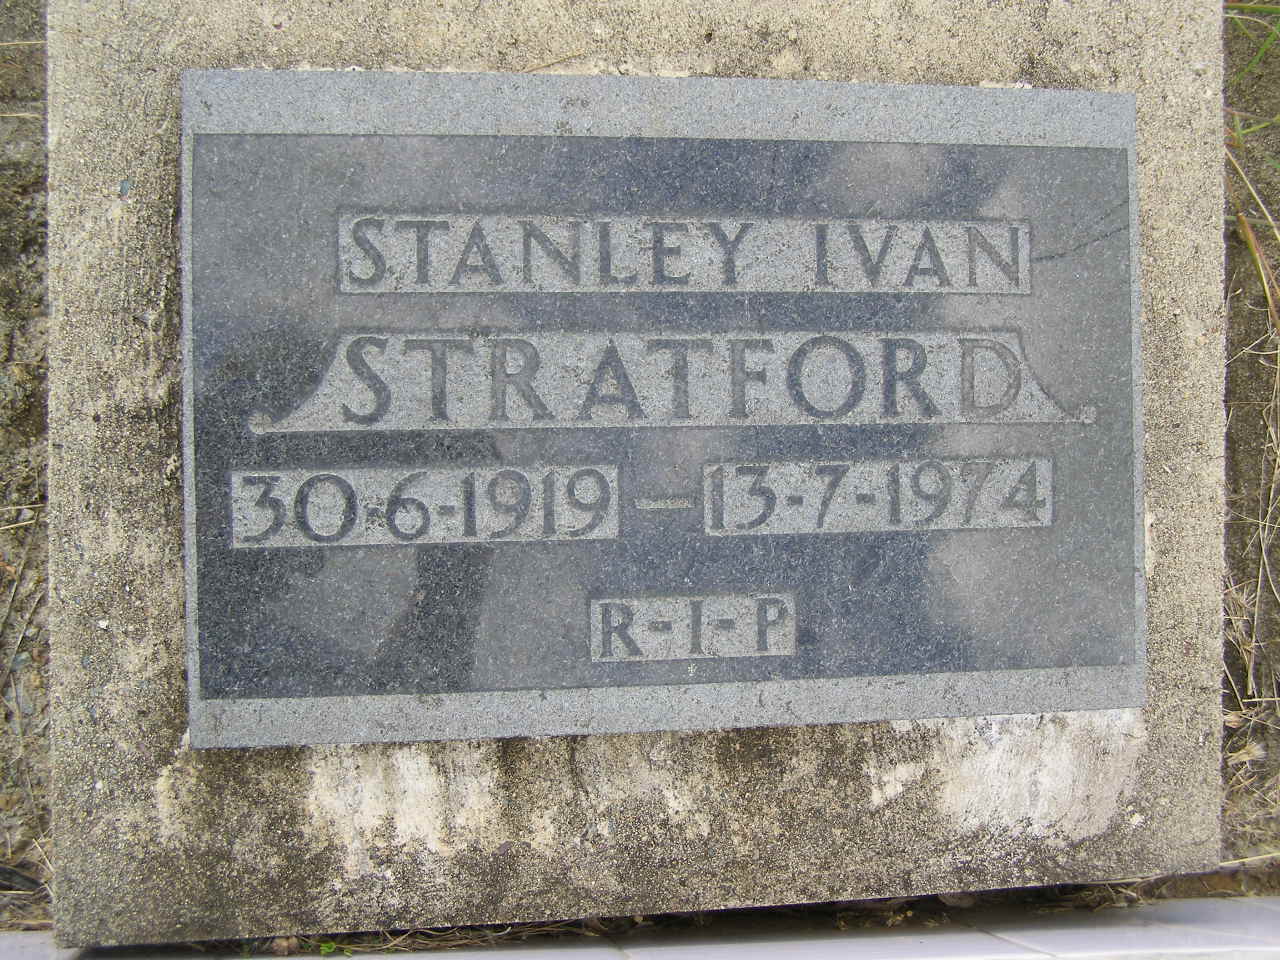 STANLEY IVAN
STRATFORD
30-6-1919 — 13-7-1974
R-I-P